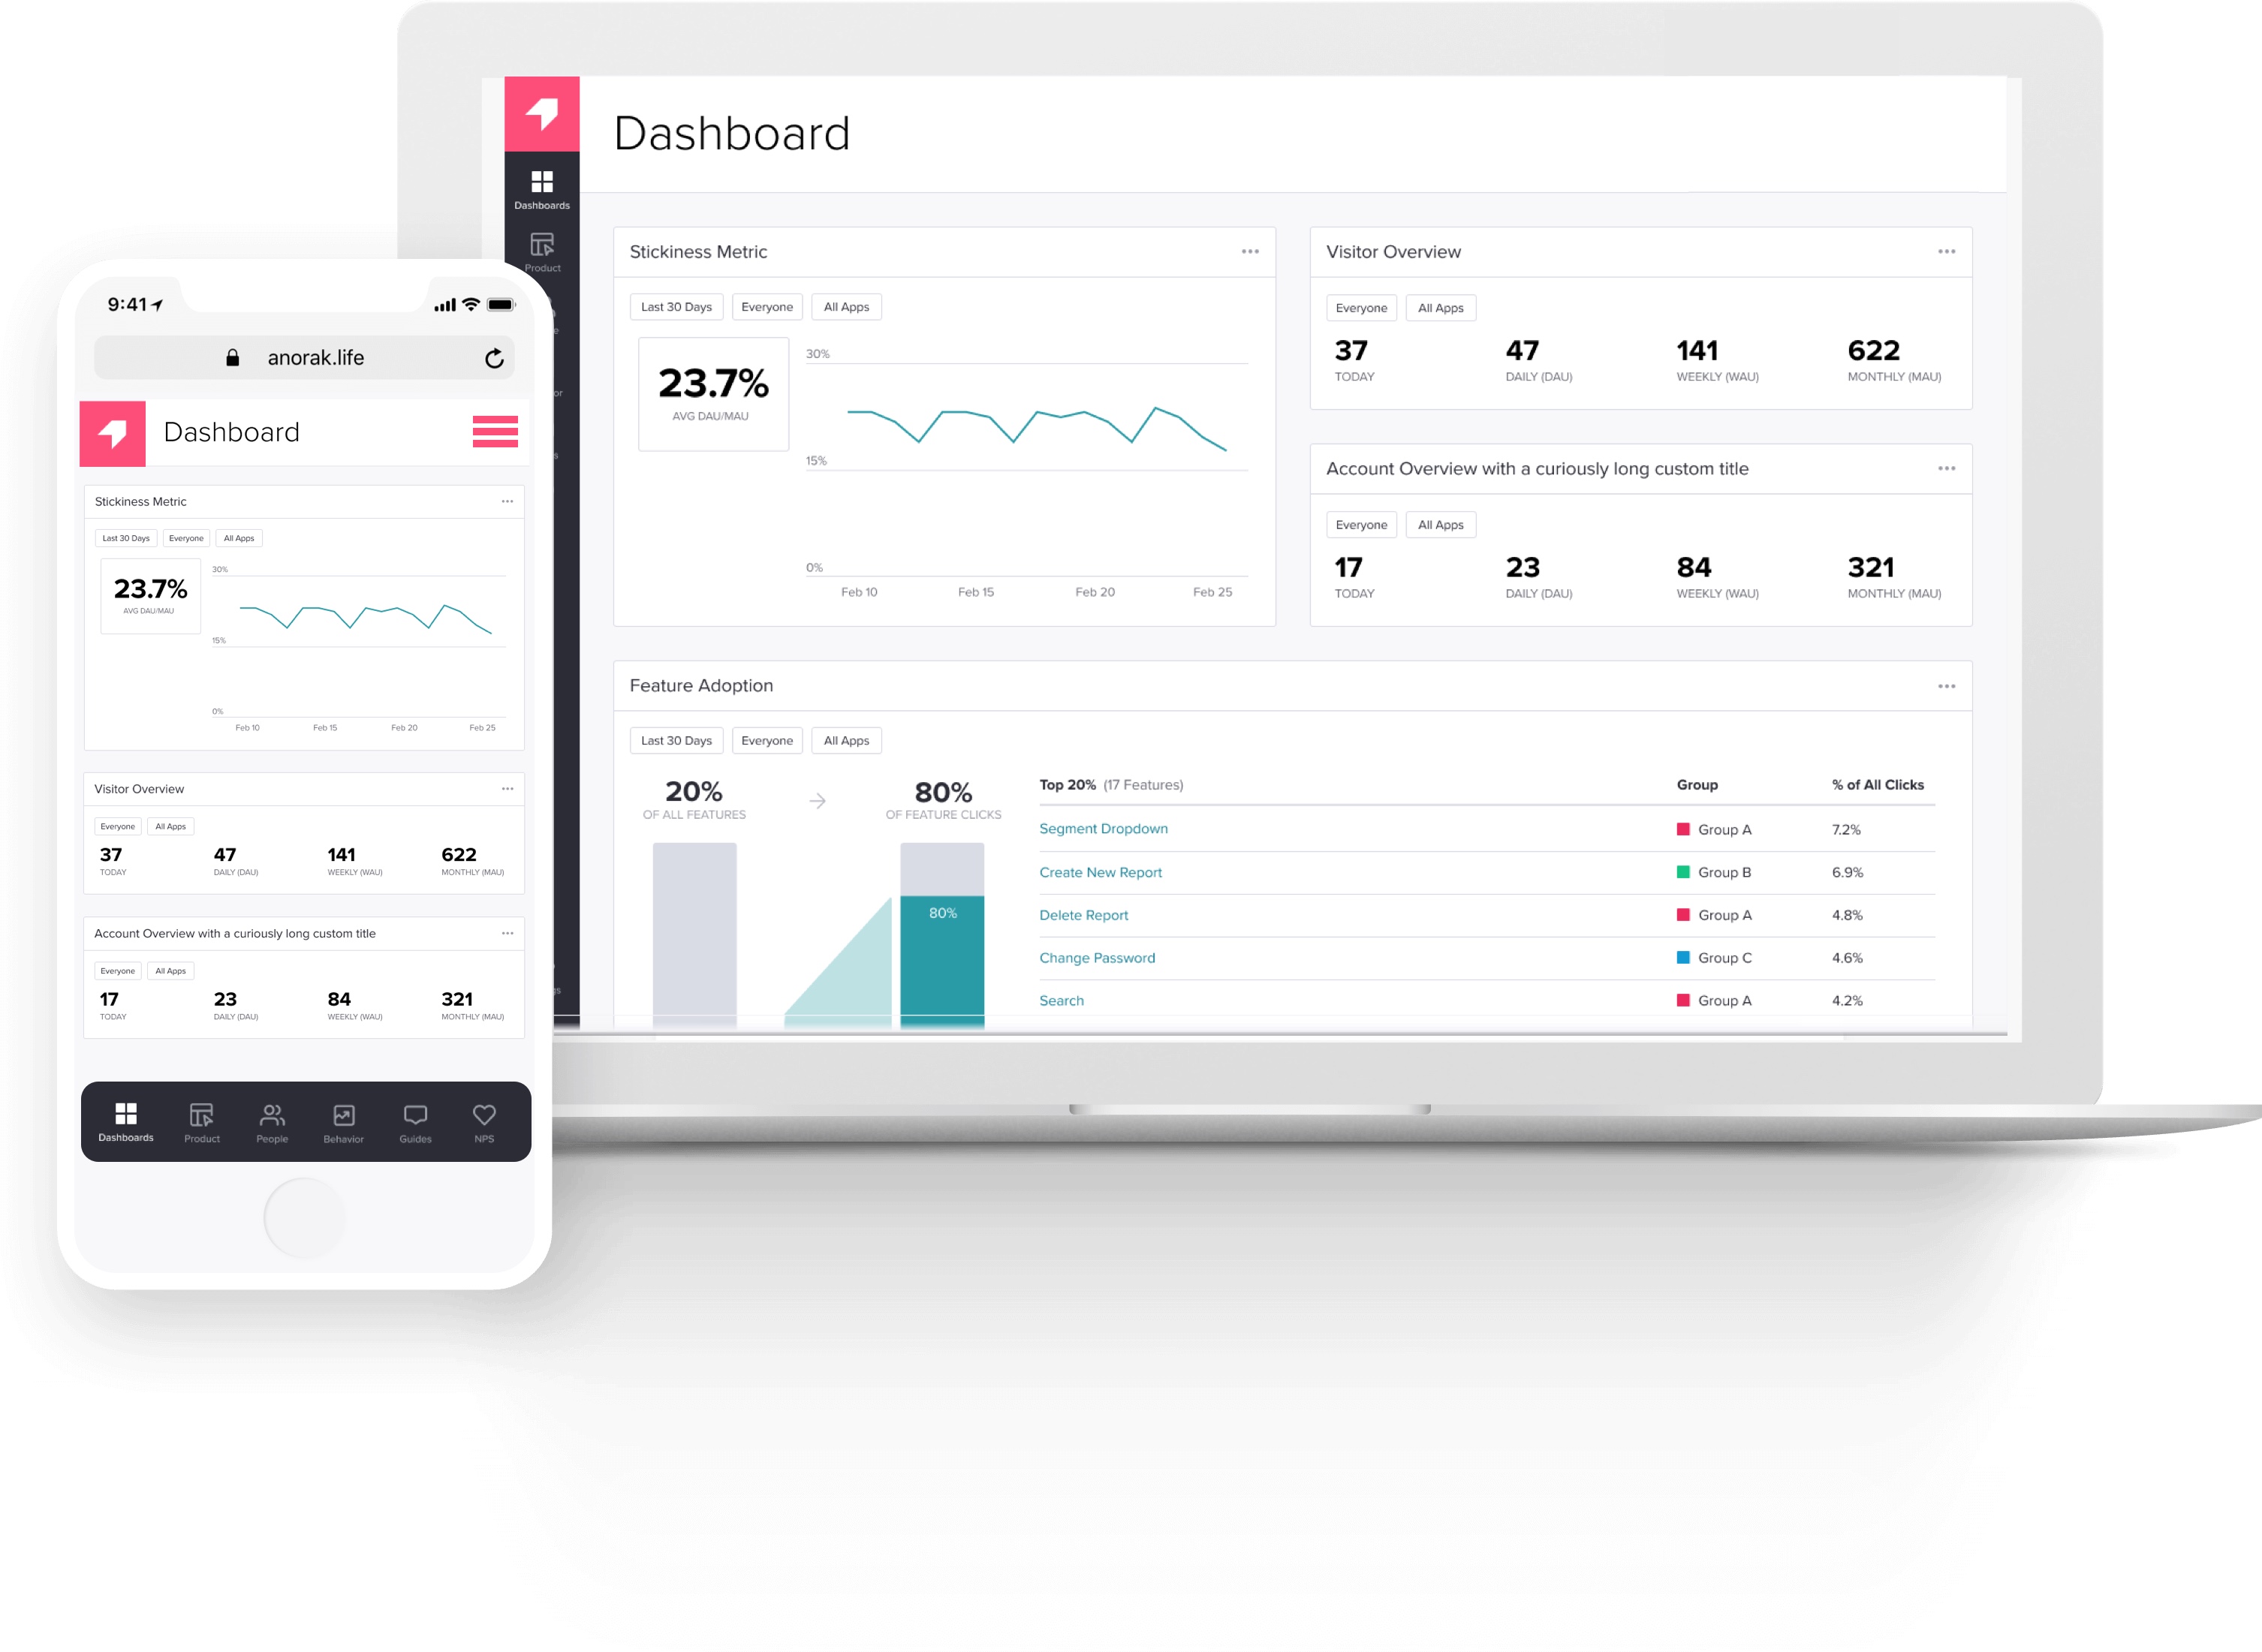 Dashboard
Dashboards
Product
Stickiness Metric
Last 30 Days Everyone All Apps
23.7%
AVG DAU/MAU
30%
15%
0%
Feb 10 Feb 15 Feb 20 Feb 25
Visitor Overview
Everyone All Apps
37 47 141 622
TODAY DAILY (DAU) WEEKLY (WAU) MONTHLY (MAU)
Account Overview with a curiously long custom title
Everyone All Apps
17 23 84 321
TODAY DAILY (DAU) WEEKLY (WAU) MONTHLY (MAU)
Feature Adoption
Last 30 Days Everyone All Apps
20% 80%
OF ALL FEATURES OF FEATURE CLICKS
80%
Top 20% (17 Features) Group % of All Clicks
Segment Dropdown Group A 7.2%
Create New Report Group B 6.9%
Delete Report Group A 4.8%
Change Password Group C 4.6%
Search Group A 4.2%
9:41
anorak.life
Dashboard
Stickiness Metric
Last 30 Days Everyone All Apps
23.7%
AVG DAU/MAU
30%
15%
0%
Feb 10 Feb 15 Feb 20 Feb 25
Visitor Overview
Everyone All Apps
37 47 141 622
TODAY DAILY (DAU) WEEKLY (WAU) MONTHLY (MAU)
Account Overview with a curiously long custom title
Everyone All Apps
17 23 84 321
TODAY DAILY (DAU) WEEKLY (WAU) MONTHLY (MAU)
Dashboards Product People Behavior Guides NPS